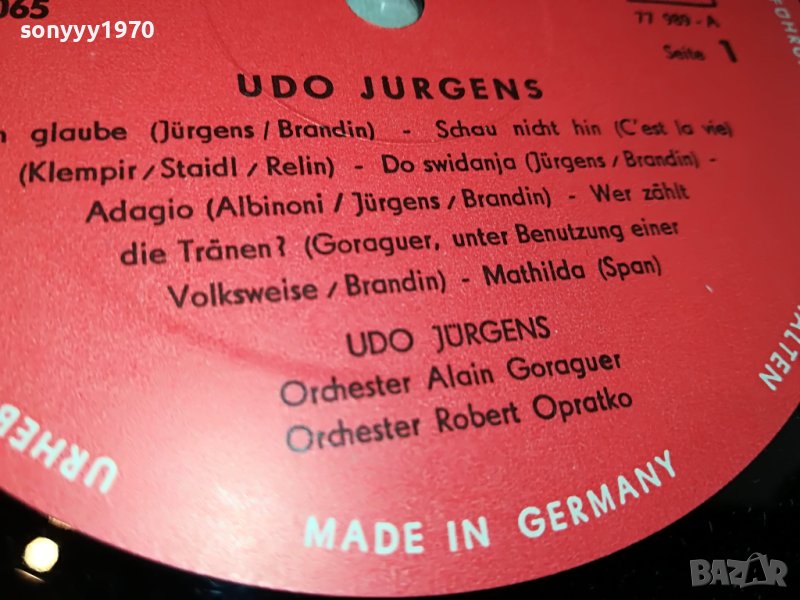 065
sonyyy1970
77 989-A
Seite 1
UDO JURGENS
glaube (Jürgens/Brandin) - Schau nicht hin (C'est la vie)
(Klempir/Staidl/Relin) - Do swidanja (Jürgens/Brandin) -
Adagio (Albinoni/Jürgens/Brandin) - Wer zählt
die Tränen? (Goraguer, unter Benutzung einer
Volksweise/Brandin) - Mathilda (Span)
UDO JÜRGENS
Orchester Alain Goraguer
Orchester Robert Opratko
MADE IN GERMANY
BAZAR